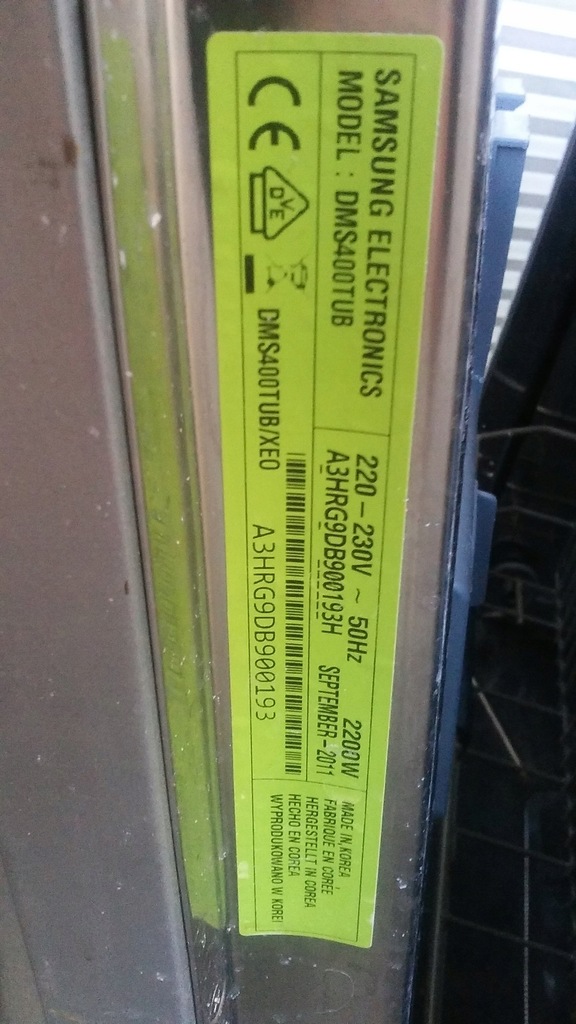 SAMSUNG ELECTRONICS
MODEL : DMS400TUB
220-230V ~ 50Hz 2200W
A3HRG9DB900193H SEPTEMBER-2011
CE
DVE
DMS400TUB/XEO
A3HRG9DB900193
MADE IN KOREA
FABRIQUE EN CORÉE
HERGESTELLT IN COREA
HECHO EN COREA
WYPRODUKOWANO W KOREI